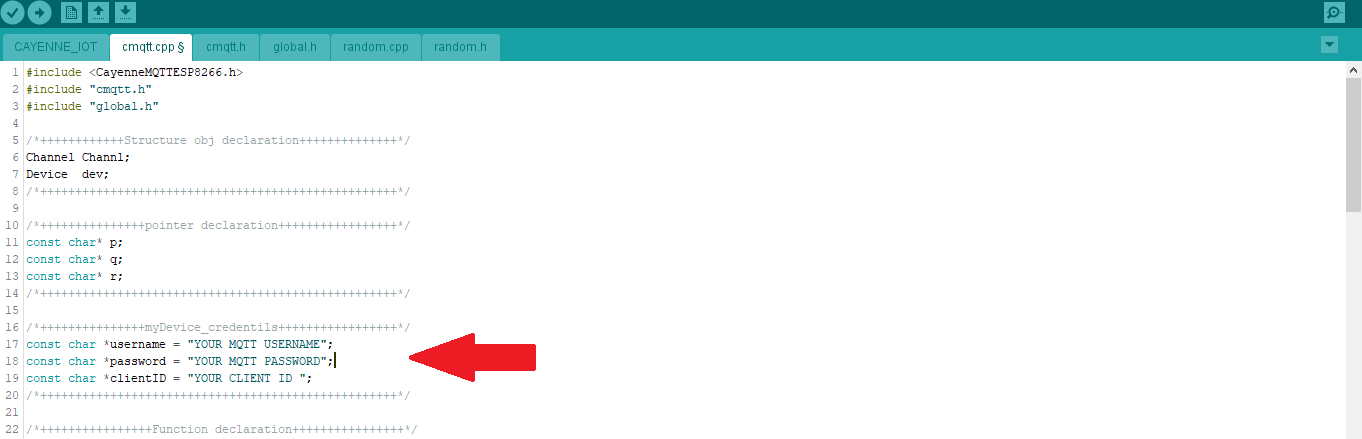 CAYENNE_IOT cmqtt.cpp § cmqtt.h global.h random.cpp random.h
1 #include <CayenneMQTTESP8266.h>
2 #include "cmqtt.h"
3 #include "global.h"
4
5 /*++++++++++++Structure obj declaration++++++++++++++*/
6 Channel Channl;
7 Device  dev;
8 /*+++++++++++++++++++++++++++++++++++++++++++++++++++*/
9
10 /*+++++++++++++++pointer declaration+++++++++++++++++*/
11 const char* p;
12 const char* q;
13 const char* r;
14 /*+++++++++++++++++++++++++++++++++++++++++++++++++++*/
15
16 /*+++++++++++++++myDevice_credentils+++++++++++++++++*/
17 const char *username = "YOUR MQTT USERNAME";
18 const char *password = "YOUR MQTT PASSWORD";
19 const char *clientID = "YOUR CLIENT ID ";
20 /*+++++++++++++++++++++++++++++++++++++++++++++++++++*/
21
22 /*++++++++++++++++Function declaration++++++++++++++++*/